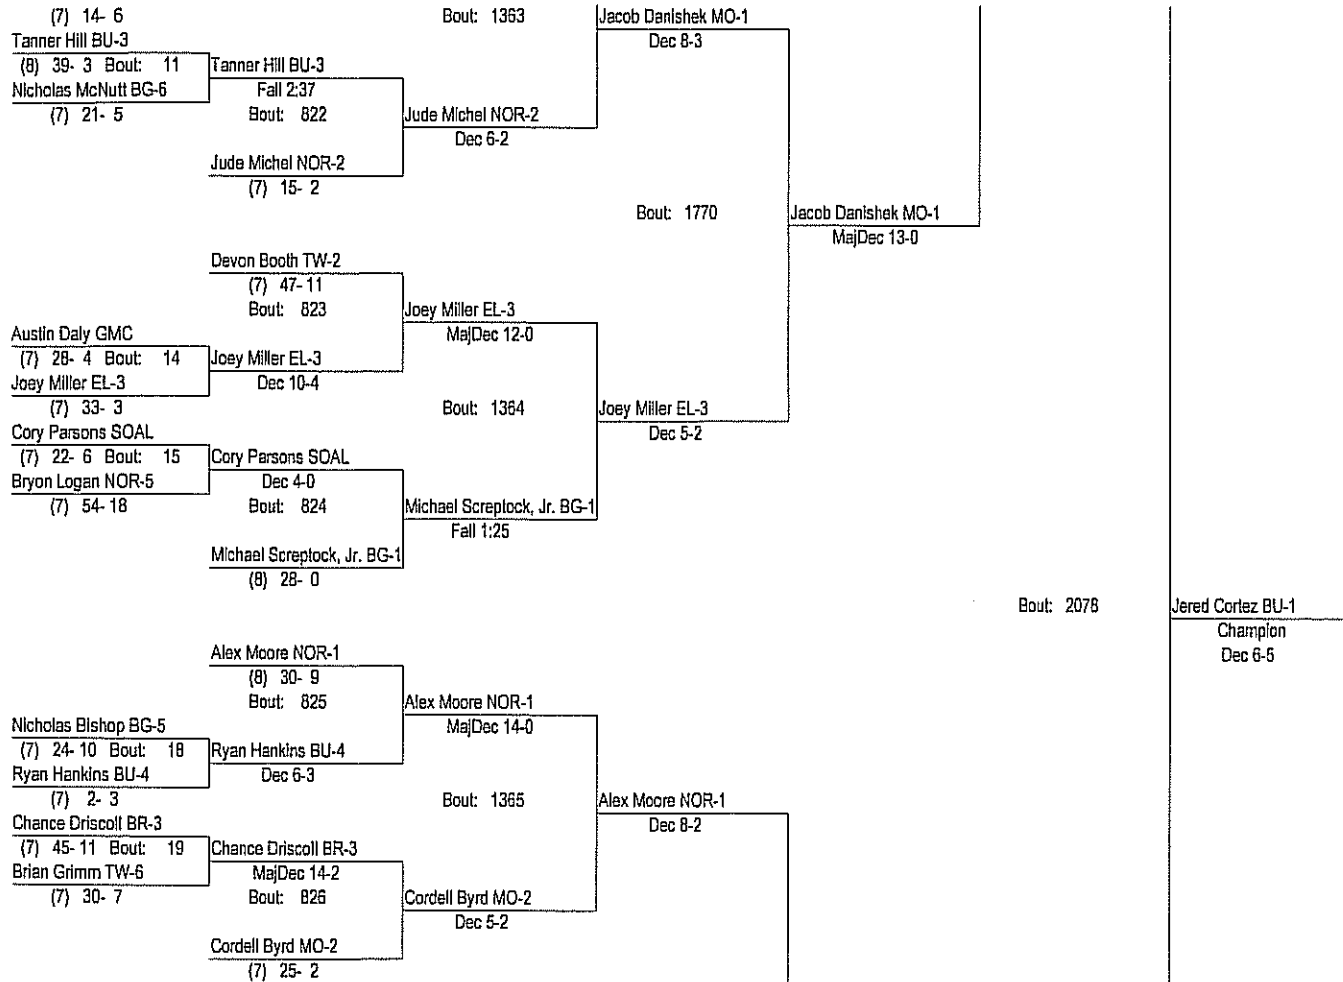 (7) 14- 6
Bout: 1363
Jacob Danishek MO-1
Dec 8-3
Tanner Hill BU-3
(8) 39- 3 Bout: 11
Tanner Hill BU-3
Nicholas McNutt BG-6
Fall 2:37
(7) 21- 5
Bout: 822
Jude Michel NOR-2
Dec 6-2
Jude Michel NOR-2
(7) 15- 2
Bout: 1770
Jacob Danishek MO-1
MajDec 13-0
Devon Booth TW-2
(7) 47- 11
Bout: 823
Joey Miller EL-3
MajDec 12-0
Austin Daly GMC
(7) 28- 4 Bout: 14
Joey Miller EL-3
Joey Miller EL-3
Dec 10-4
(7) 33- 3
Bout: 1364
Joey Miller EL-3
Dec 5-2
Cory Parsons SOAL
(7) 22- 6 Bout: 15
Cory Parsons SOAL
Bryon Logan NOR-5
Dec 4-0
(7) 54- 18
Bout: 824
Michael Screptock, Jr. BG-1
Fall 1:25
Michael Screptock, Jr. BG-1
(8) 28- 0
Bout: 2078
Jered Cortez BU-1
Champion
Dec 6-5
Alex Moore NOR-1
(8) 30- 9
Bout: 825
Alex Moore NOR-1
MajDec 14-0
Nicholas Bishop BG-5
(7) 24- 10 Bout: 18
Ryan Hankins BU-4
Ryan Hankins BU-4
Dec 6-3
(7) 2- 3
Bout: 1365
Alex Moore NOR-1
Dec 8-2
Chance Driscoll BR-3
(7) 45- 11 Bout: 19
Chance Driscoll BR-3
Brian Grimm TW-6
MajDec 14-2
(7) 30- 7
Bout: 826
Cordell Byrd MO-2
Dec 5-2
Cordell Byrd MO-2
(7) 25- 2